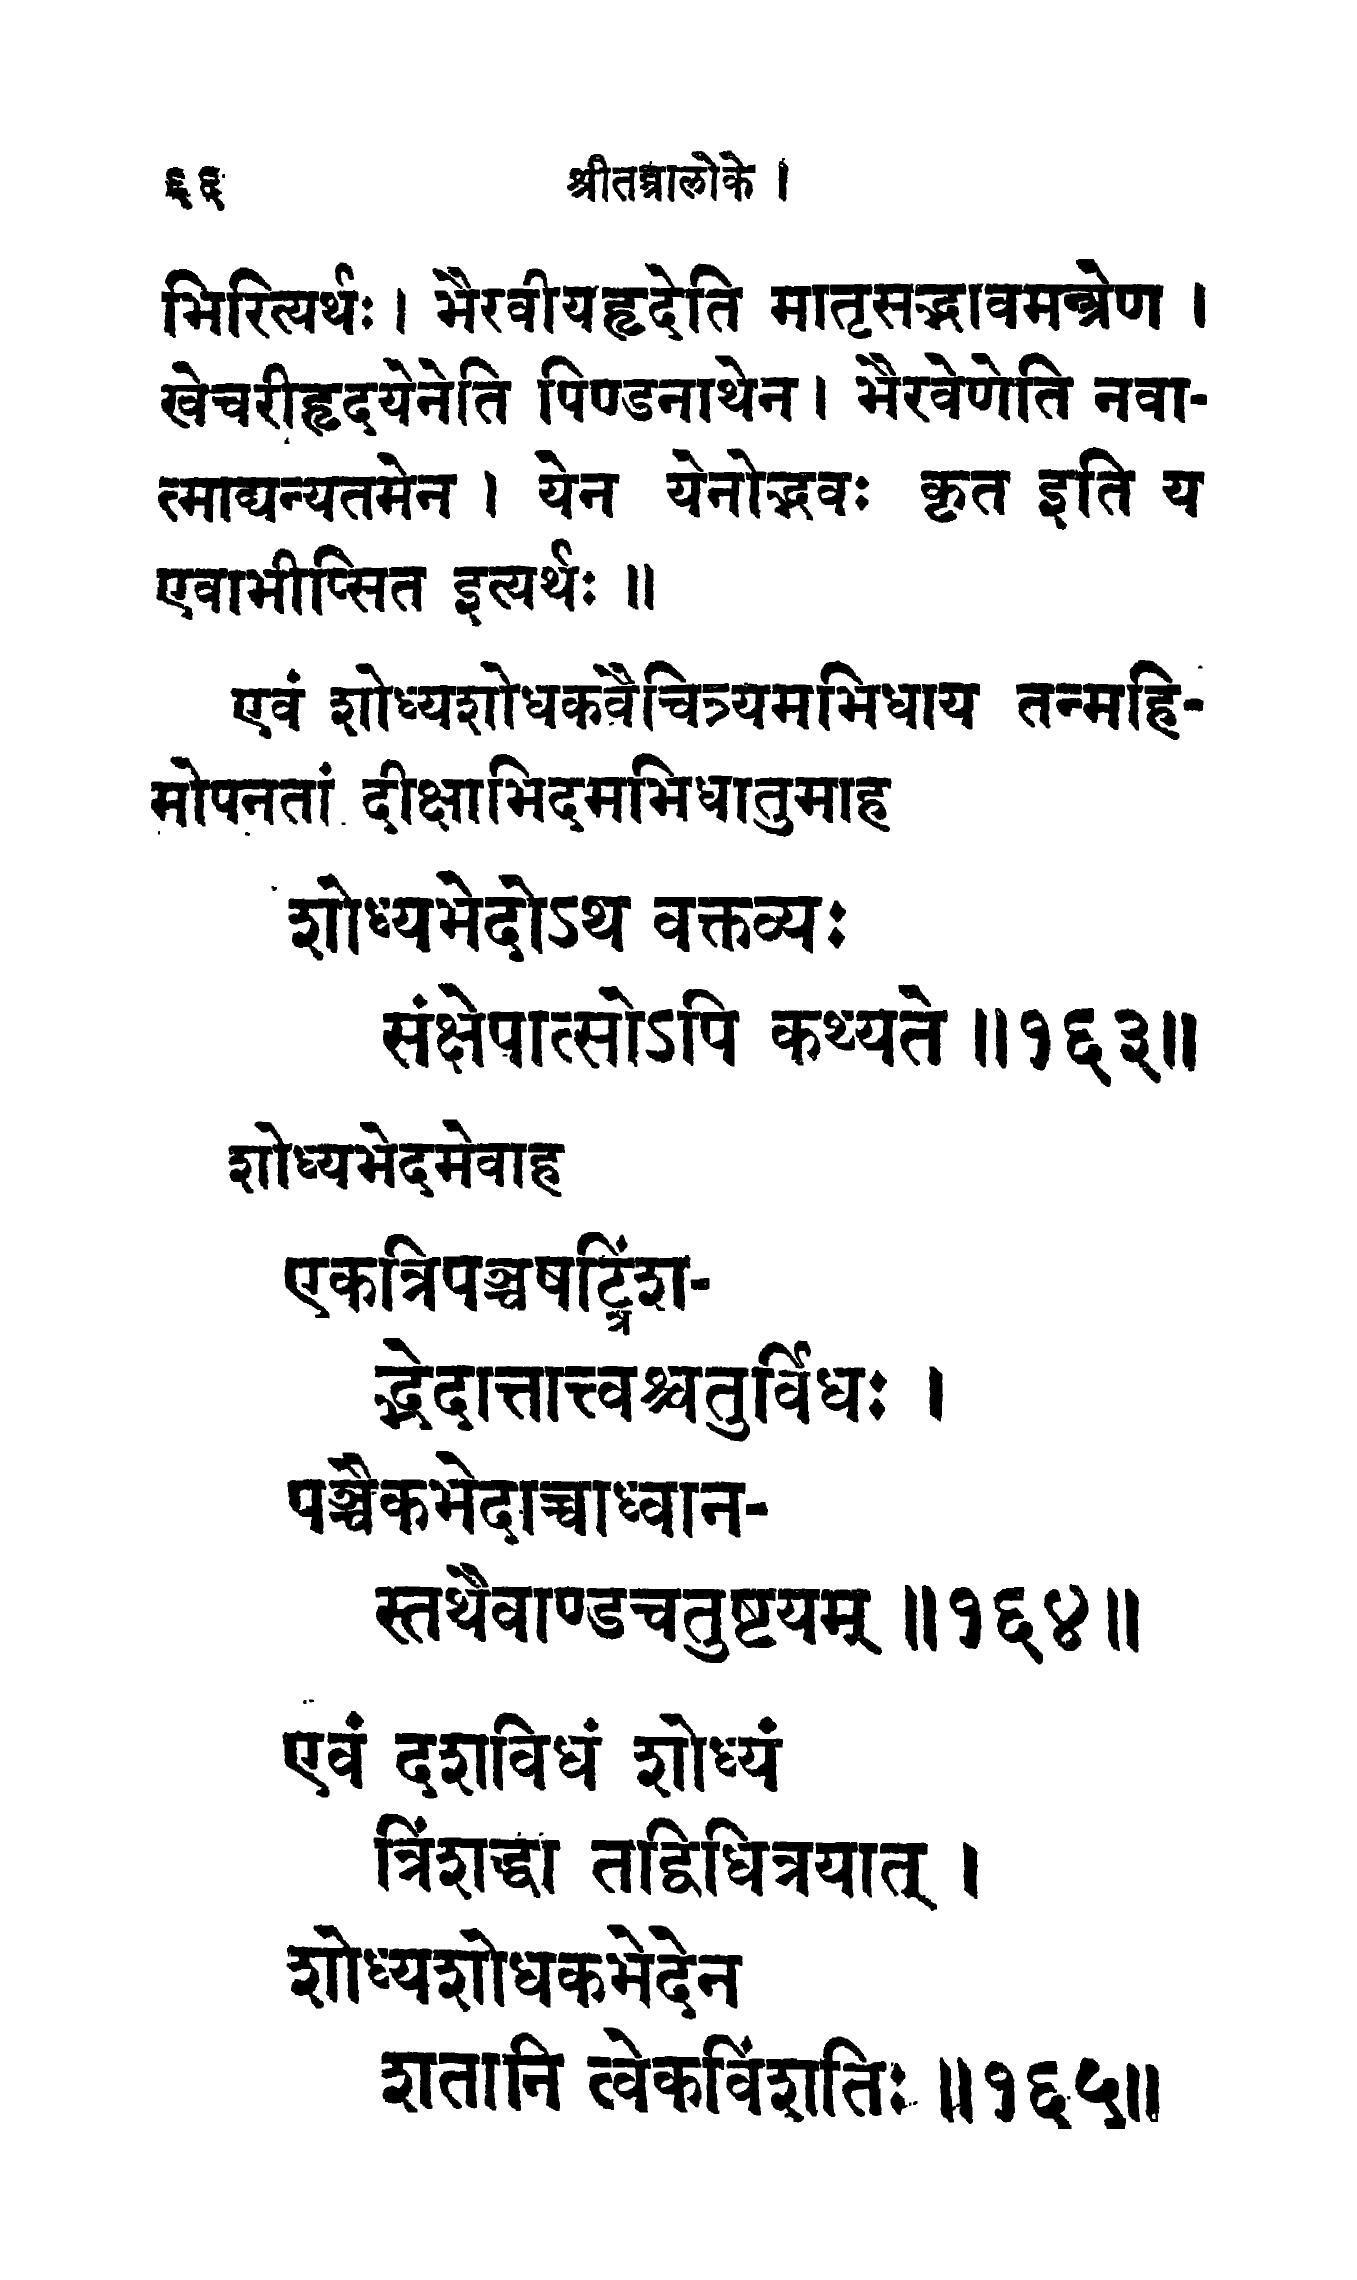 ६६ श्रीतन्त्रालोके ।
भिरित्यर्थः । भैरवीयहृदेति मातृसद्भावमन्त्रेण ।
खेचरीहृदयेनेति पिण्डनाथेन । भैरवेणेति नवा-
त्माद्यन्यतमेन । येन येनोद्भवः कृत इति य
एवाभीप्सित इत्यर्थः ॥
एवं शोध्यशोधकवैचित्र्यमभिधाय तन्महि-
मोपनतां दीक्षाभिदमभिधातुमाह
शोध्यभेदोऽथ वक्तव्यः
संक्षेपात्सोऽपि कथ्यते ॥१६३॥
शोध्यभेदमेवाह
एकत्रिपञ्चषट्त्रिंश-
द्भेदात्तात्त्वश्चतुर्विधः ।
पञ्चैकभेदाच्चाध्वान-
स्तथैवाण्डचतुष्टयम् ॥१६४॥
एवं दशविधं शोध्यं
त्रिंशद्धा तद्विधित्रयात् ।
शोध्यशोधकभेदेन
शतानि त्वेकविंशतिः ॥१६५॥